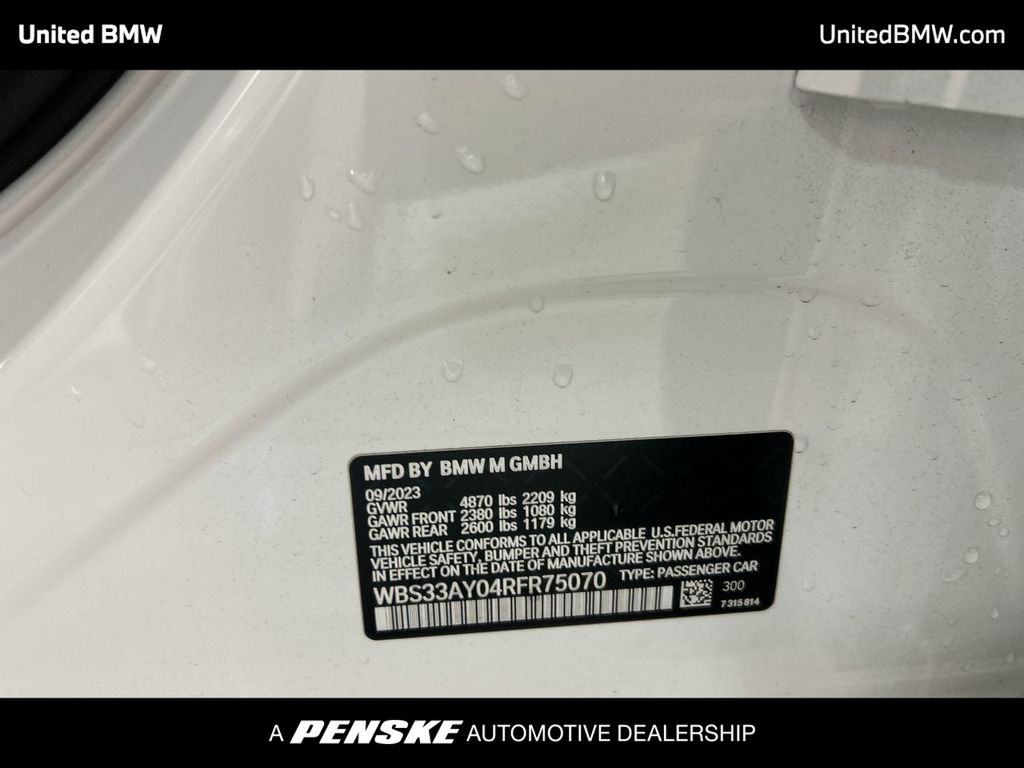 United BMW
UnitedBMW.com
MFD BY BMW M GMBH
09/2023
GVWR 4870 lbs 2209 kg
GAWR FRONT 2380 lbs 1080 kg
GAWR REAR 2600 lbs 1179 kg
THIS VEHICLE CONFORMS TO ALL APPLICABLE U.S.FEDERAL MOTOR
VEHICLE SAFETY, BUMPER AND THEFT PREVENTION STANDARDS
IN EFFECT ON THE DATE OF MANUFACTURE SHOWN ABOVE.
WBS33AY04RFR75070 TYPE: PASSENGER CAR
300
7315814
A PENSKE AUTOMOTIVE DEALERSHIP